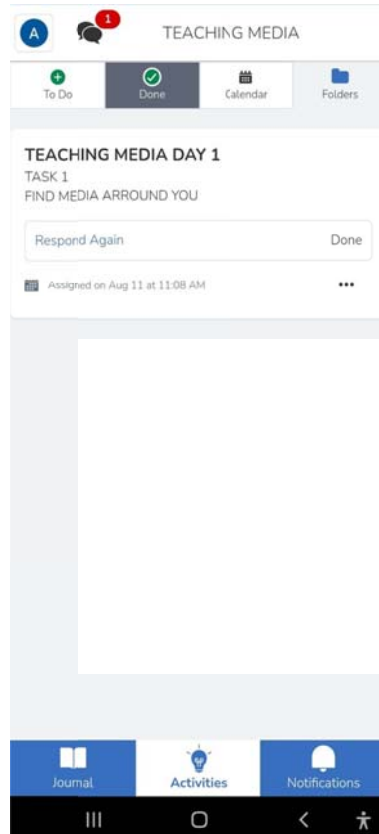 A 1 TEACHING MEDIA
To Do Done Calendar Folders
TEACHING MEDIA DAY 1
TASK 1
FIND MEDIA ARROUND YOU
Respond Again Done
Assigned on Aug 11 at 11:08 AM
Journal Activities Notifications